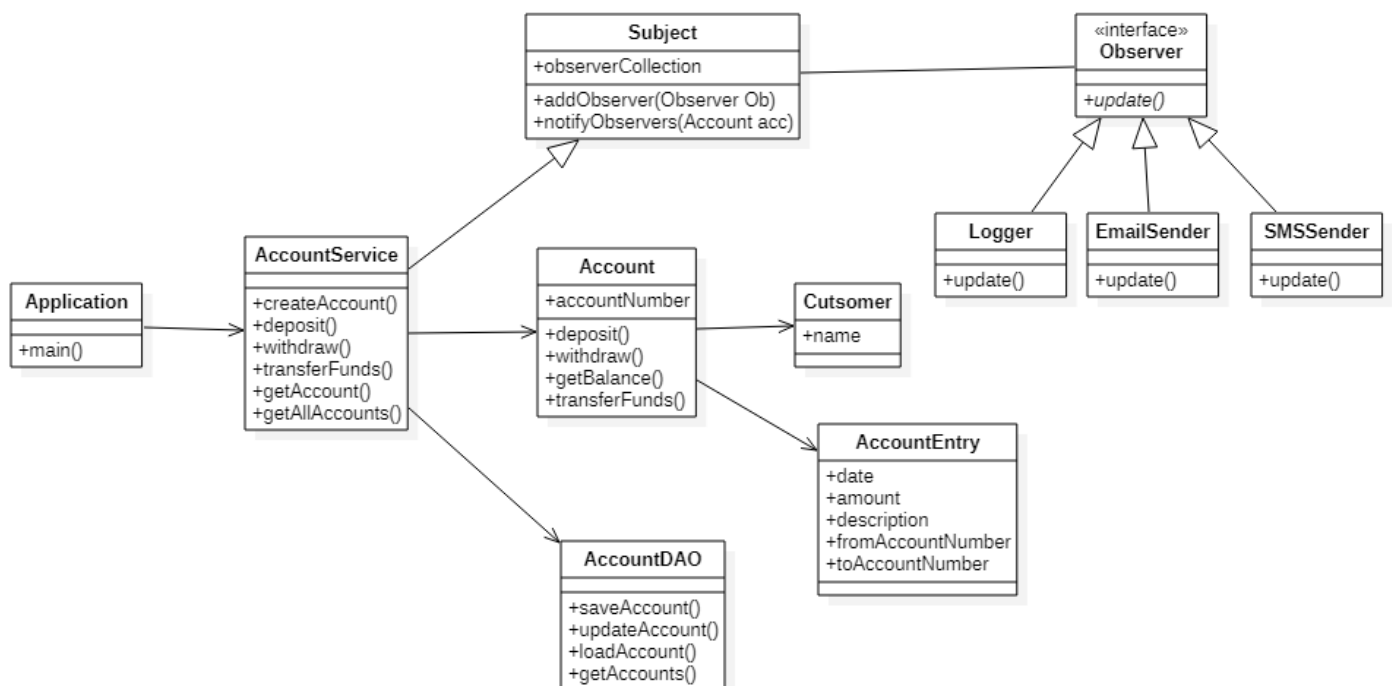 Subject
+observerCollection
+addObserver(Observer Ob)
+notifyObservers(Account acc)
«interface»
Observer
+update()
Logger
+update()
EmailSender
+update()
SMSSender
+update()
Application
+main()
AccountService
+createAccount()
+deposit()
+withdraw()
+transferFunds()
+getAccount()
+getAllAccounts()
Account
+accountNumber
+deposit()
+withdraw()
+getBalance()
+transferFunds()
Cutsomer
+name
AccountEntry
+date
+amount
+description
+fromAccountNumber
+toAccountNumber
AccountDAO
+saveAccount()
+updateAccount()
+loadAccount()
+getAccounts()